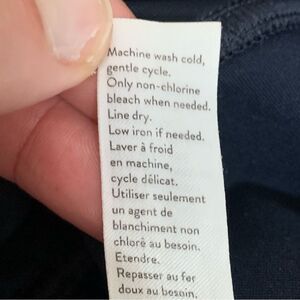 Machine wash cold,
gentle cycle.
Only non-chlorine
bleach when needed.
Line dry.
Low iron if needed.
Laver à froid
en machine,
cycle délicat.
Utiliser seulement
un agent de
blanchiment non
chloré au besoin.
Etendre.
Repasser au fer
doux au besoin.